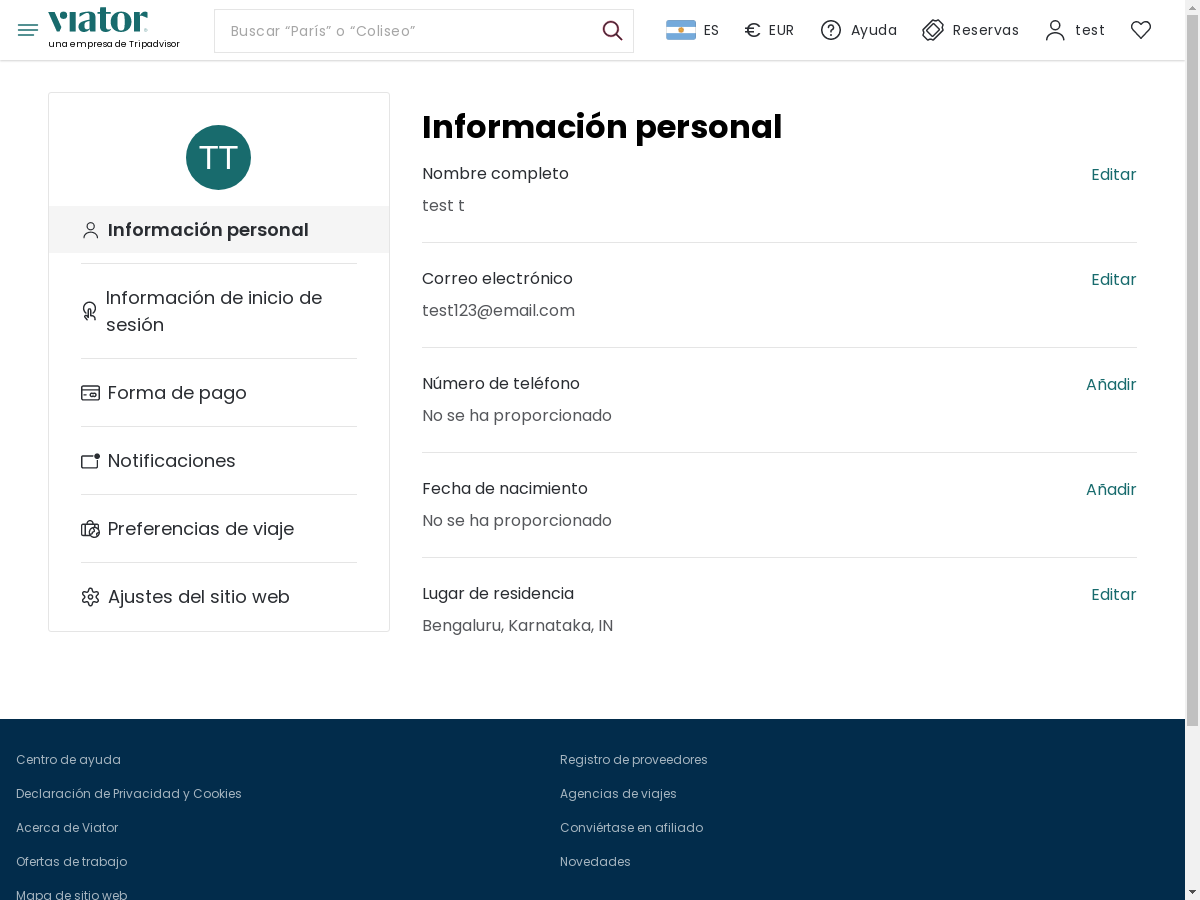 viator.
una empresa de Tripadvisor
Buscar “París” o “Coliseo”
ES
€ EUR
Ayuda
Reservas
test
TT
Información personal
Información de inicio de
sesión
Forma de pago
Notificaciones
Preferencias de viaje
Ajustes del sitio web
Información personal
Nombre completo
Editar
test t
Correo electrónico
Editar
test123@email.com
Número de teléfono
Añadir
No se ha proporcionado
Fecha de nacimiento
Añadir
No se ha proporcionado
Lugar de residencia
Editar
Bengaluru, Karnataka, IN
Centro de ayuda
Declaración de Privacidad y Cookies
Acerca de Viator
Ofertas de trabajo
Mapa de sitio web
Registro de proveedores
Agencias de viajes
Conviértase en afiliado
Novedades